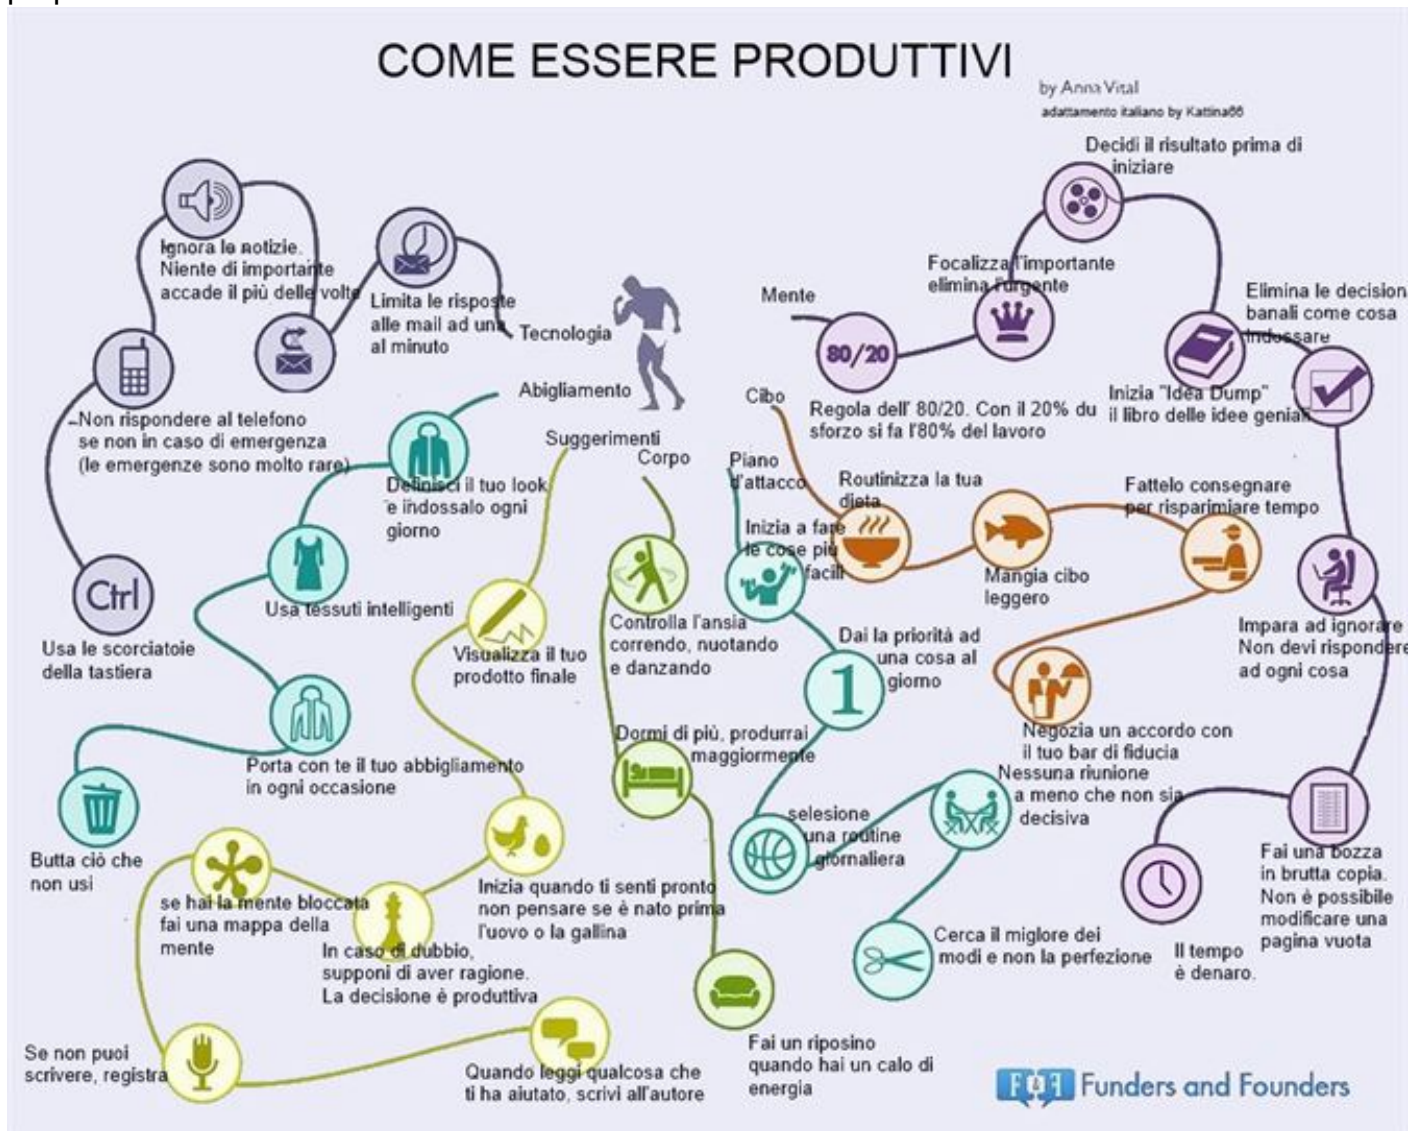 COME ESSERE PRODUTTIVI
by Anna Vital
adattamento italiano by Kattina66
Tecnologia
Limita le risposte
alle mail ad una
al minuto
Ignora le notizie.
Niente di importante
accade il più delle volte
Non rispondere al telefono
se non in caso di emergenza
(le emergenze sono molto rare)
Ctrl
Usa le scorciatoie
della tastiera
Abigliamento
Definisci il tuo look
e indossalo ogni
giorno
Usa tessuti intelligenti
Porta con te il tuo abbigliamento
in ogni occasione
Butta ciò che
non usi
Suggerimenti
Visualizza il tuo
prodotto finale
Inizia quando ti senti pronto
non pensare se è nato prima
l'uovo o la gallina
In caso di dubbio,
supponi di aver ragione.
La decisione è produttiva
se hai la mente bloccata
fai una mappa della
mente
Se non puoi
scrivere, registra
Quando leggi qualcosa che
ti ha aiutato, scrivi all'autore
Corpo
Controlla l'ansia
correndo, nuotando
e danzando
Dormi di più, produrrai
maggiormente
Fai un riposino
quando hai un calo di
energia
Piano
d'attacco
Inizia a fare
le cose più
facili
Dai la priorità ad
una cosa al
giorno
1
selesione
una routine
giornaliera
Nessuna riunione
a meno che non sia
decisiva
Cerca il miglore dei
modi e non la perfezione
Cibo
Routinizza la tua
dieta
Mangia cibo
leggero
Fattelo consegnare
per risparimiare tempo
Negozia un accordo con
il tuo bar di fiducia
Mente
80/20
Regola dell' 80/20. Con il 20% du
sforzo si fa l'80% del lavoro
Focalizza l'importante
elimina l'urgente
Decidi il risultato prima di
iniziare
Inizia "Idea Dump"
il libro delle idee geniali
Elimina le decision
banali come cosa
indossare
Impara ad ignorare
Non devi rispondere
ad ogni cosa
Fai una bozza
in brutta copia.
Non è possibile
modificare una
pagina vuota
Il tempo
è denaro.
F&F Funders and Founders